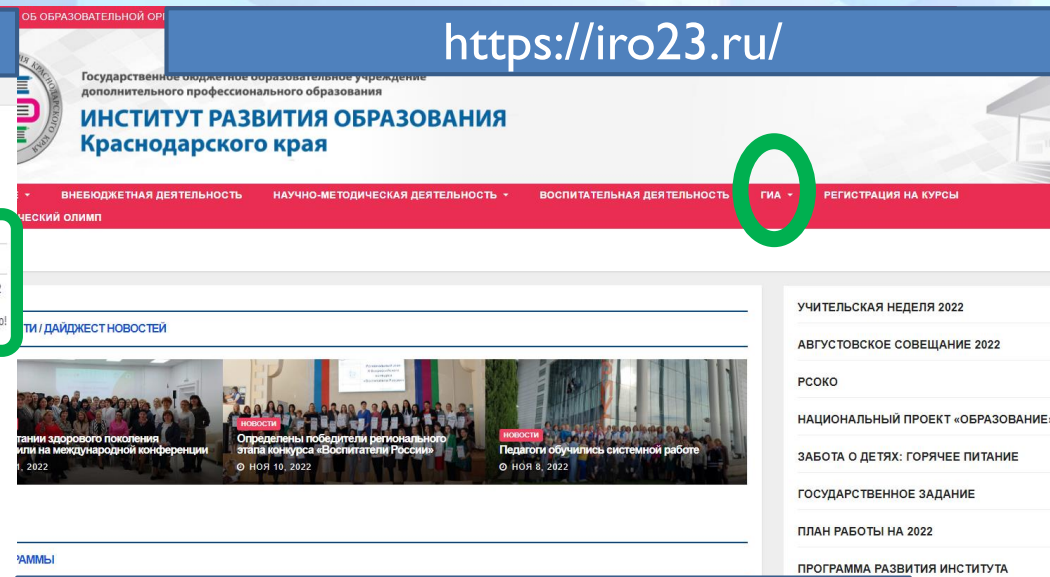 ОБ ОБРАЗОВАТЕЛЬНОЙ
https://iro23.ru/
Государственное бюджетное образовательное учреждение
дополнительного профессионального образования
ИНСТИТУТ РАЗВИТИЯ ОБРАЗОВАНИЯ
Краснодарского края
ВНЕБЮДЖЕТНАЯ ДЕЯТЕЛЬНОСТЬ НАУЧНО-МЕТОДИЧЕСКАЯ ДЕЯТЕЛЬНОСТЬ ВОСПИТАТЕЛЬНАЯ ДЕЯТЕЛЬНОСТЬ ГИА РЕГИСТРАЦИЯ НА КУРСЫ
ЧЕСКИЙ ОЛИМП
ТИ / ДАЙДЖЕСТ НОВОСТЕЙ
тании здорового поколения
или на международной конференции
1, 2022
НОВОСТИ
Определены победители регионального
этапа конкурса «Воспитатели России»
НОЯ 10, 2022
НОВОСТИ
Педагоги обучились системной работе
НОЯ 8, 2022
РАММЫ
УЧИТЕЛЬСКАЯ НЕДЕЛЯ 2022
АВГУСТОВСКОЕ СОВЕЩАНИЕ 2022
РСОКО
НАЦИОНАЛЬНЫЙ ПРОЕКТ «ОБРАЗОВАНИЕ»
ЗАБОТА О ДЕТЯХ: ГОРЯЧЕЕ ПИТАНИЕ
ГОСУДАРСТВЕННОЕ ЗАДАНИЕ
ПЛАН РАБОТЫ НА 2022
ПРОГРАММА РАЗВИТИЯ ИНСТИТУТА